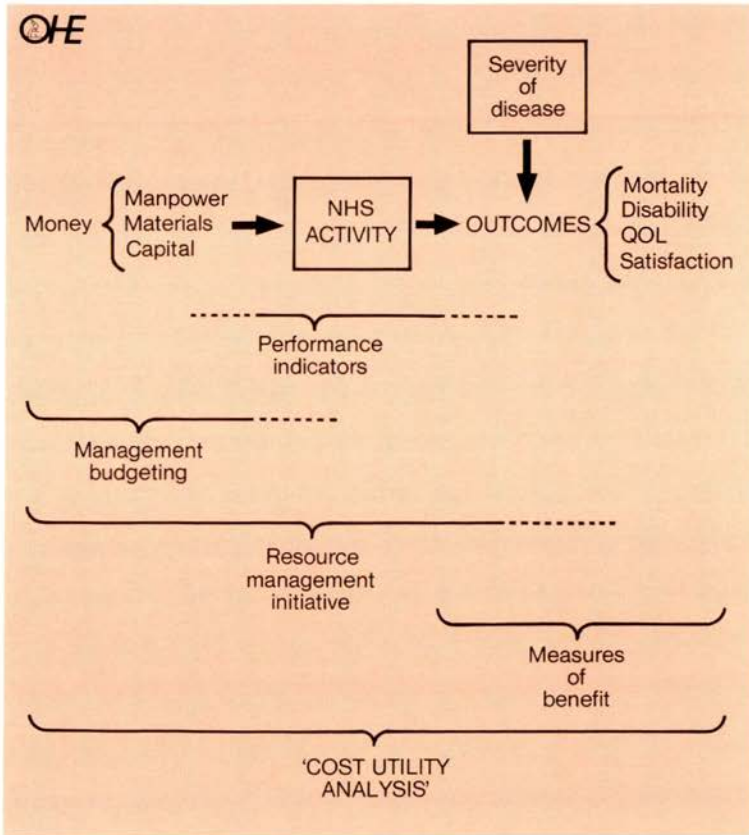 OHE
Severity
of
disease
Money
Manpower
Materials
Capital
NHS
ACTIVITY
OUTCOMES
Mortality
Disability
QOL
Satisfaction
Performance
indicators
Management
budgeting
Resource
management
initiative
Measures
of
benefit
'COST UTILITY
ANALYSIS'